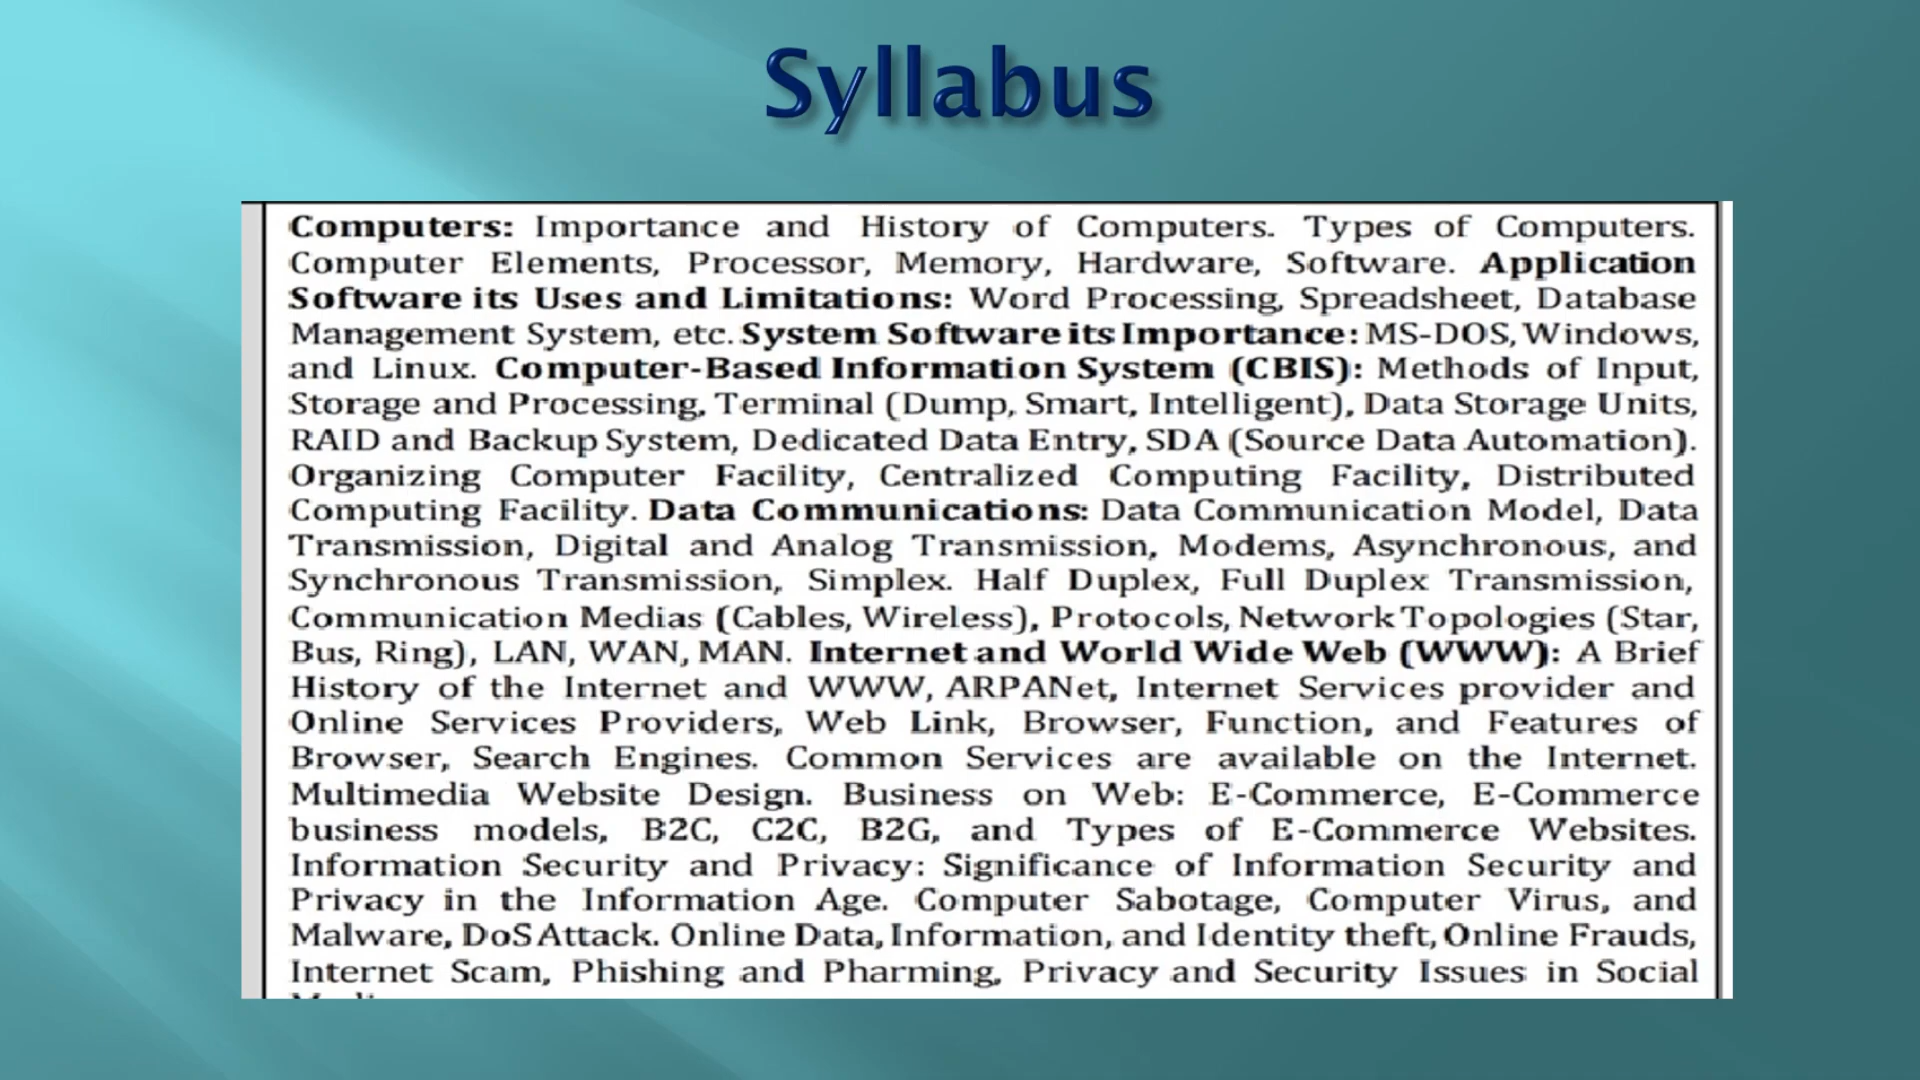 Syllabus
Computers: Importance and History of Computers. Types of Computers.
Computer Elements, Processor, Memory, Hardware, Software. Application
Software its Uses and Limitations: Word Processing, Spreadsheet, Database
Management System, etc. System Software its Importance: MS-DOS, Windows,
and Linux. Computer-Based Information System (CBIS): Methods of Input,
Storage and Processing, Terminal (Dump, Smart, Intelligent), Data Storage Units,
RAID and Backup System, Dedicated Data Entry, SDA (Source Data Automation).
Organizing Computer Facility, Centralized Computing Facility, Distributed
Computing Facility. Data Communications: Data Communication Model, Data
Transmission, Digital and Analog Transmission, Modems, Asynchronous, and
Synchronous Transmission, Simplex. Half Duplex, Full Duplex Transmission,
Communication Medias (Cables, Wireless), Protocols, Network Topologies (Star,
Bus, Ring), LAN, WAN, MAN. Internet and World Wide Web (WWW): A Brief
History of the Internet and WWW, ARPANet, Internet Services provider and
Online Services Providers, Web Link, Browser, Function, and Features of
Browser, Search Engines. Common Services are available on the Internet.
Multimedia Website Design. Business on Web: E-Commerce, E-Commerce
business models, B2C, C2C, B2G, and Types of E-Commerce Websites.
Information Security and Privacy: Significance of Information Security and
Privacy in the Information Age. Computer Sabotage, Computer Virus, and
Malware, DoS Attack. Online Data, Information, and Identity theft, Online Frauds,
Internet Scam, Phishing and Pharming, Privacy and Security Issues in Social